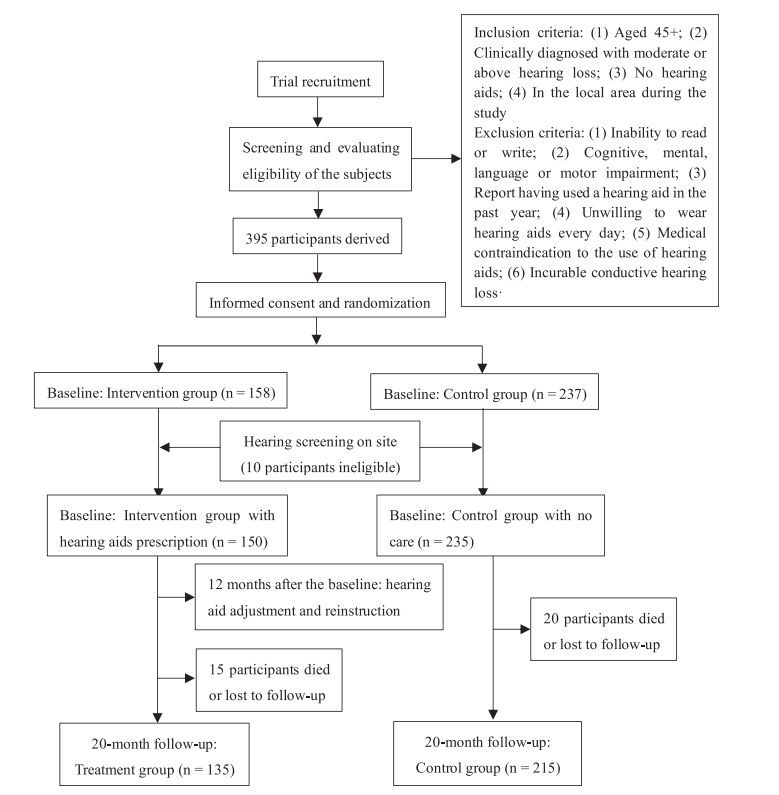 Trial recruitment
Screening and evaluating
eligibility of the subjects
Inclusion criteria: (1) Aged 45+; (2)
Clinically diagnosed with moderate or
above hearing loss; (3) No hearing
aids; (4) In the local area during the
study
Exclusion criteria: (1) Inability to read
or write; (2) Cognitive, mental,
language or motor impairment; (3)
Report having used a hearing aid in the
past year; (4) Unwilling to wear
hearing aids every day; (5) Medical
contraindication to the use of hearing
aids; (6) Incurable conductive hearing
loss·
395 participants derived
Informed consent and randomization
Baseline: Intervention group (n = 158)
Baseline: Control group (n = 237)
Hearing screening on site
(10 participants ineligible)
Baseline: Intervention group with
hearing aids prescription (n = 150)
Baseline: Control group with no
care (n = 235)
12 months after the baseline: hearing
aid adjustment and reinstruction
20 participants died
or lost to follow-up
15 participants died
or lost to follow-up
20-month follow-up:
Treatment group (n = 135)
20-month follow-up:
Control group (n = 215)